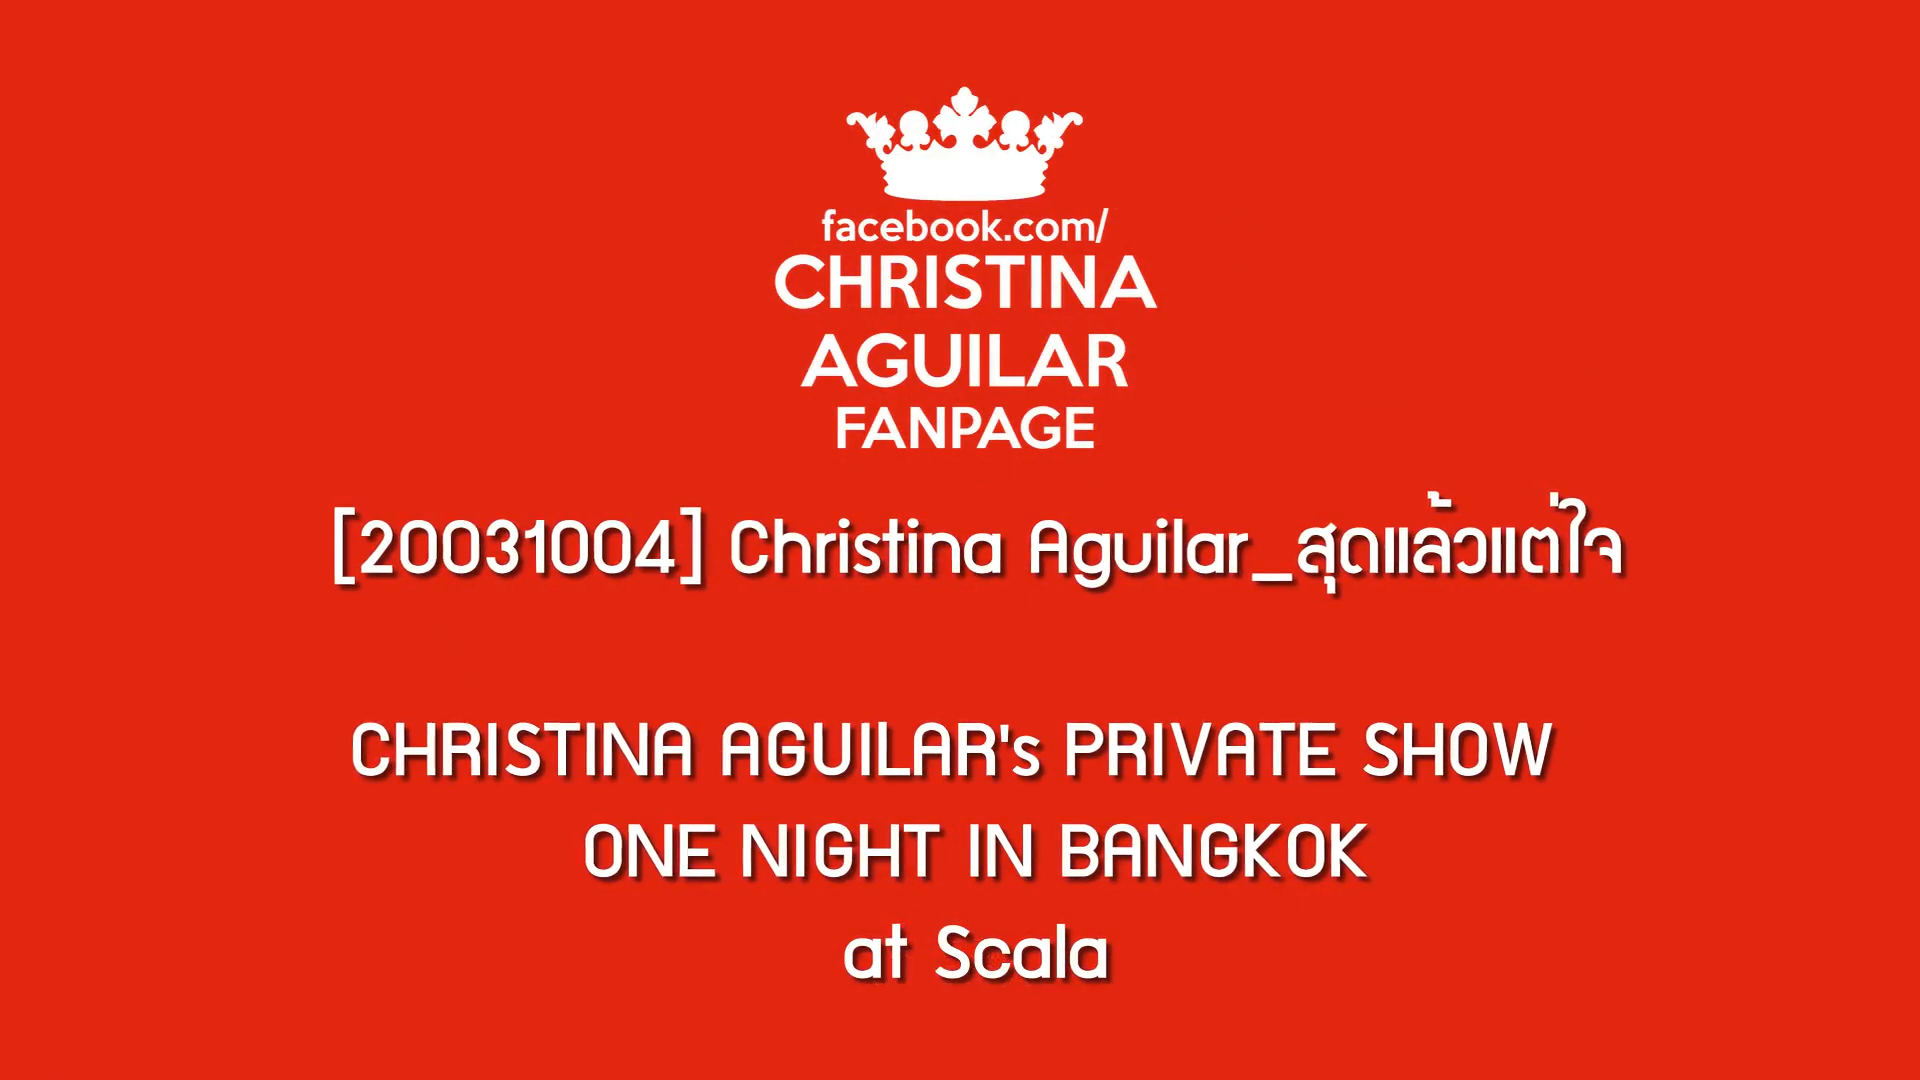 facebook.com/
CHRISTINA
AGUILAR
FANPAGE
[20031004] Christina Aguilar_สุดแล้วแต่ใจ
CHRISTINA AGUILAR's PRIVATE SHOW
ONE NIGHT IN BANGKOK
at Scala